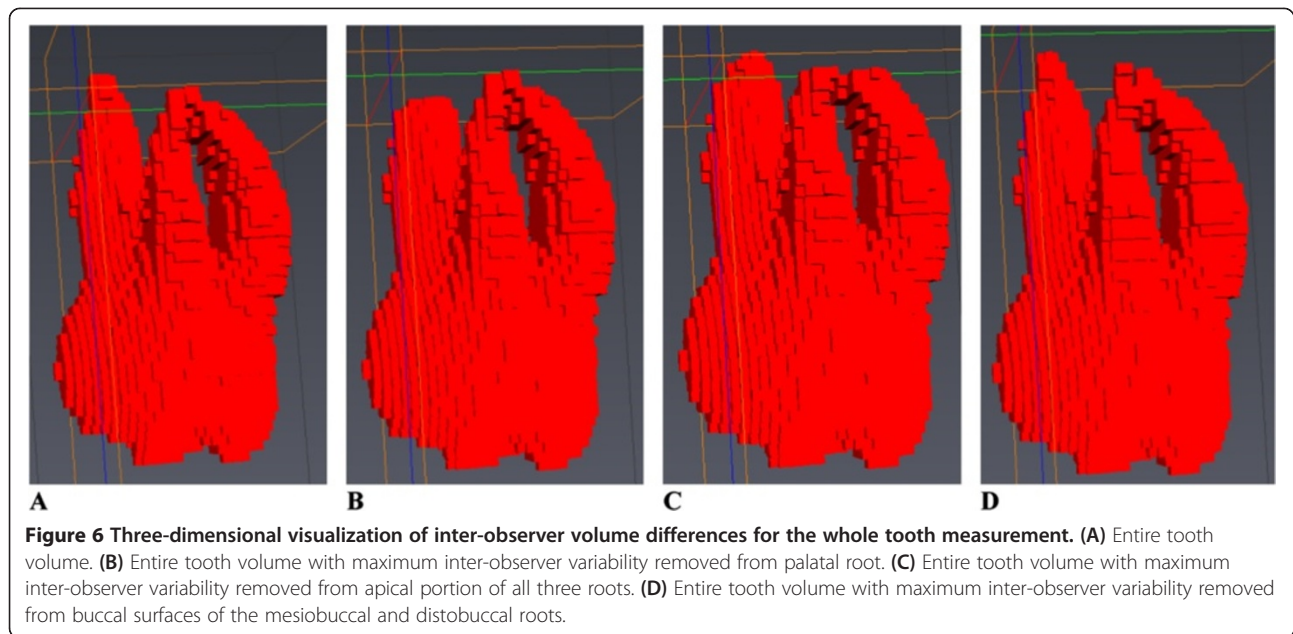 A B C D
Figure 6 Three-dimensional visualization of inter-observer volume differences for the whole tooth measurement. (A) Entire tooth
volume. (B) Entire tooth volume with maximum inter-observer variability removed from palatal root. (C) Entire tooth volume with maximum
inter-observer variability removed from apical portion of all three roots. (D) Entire tooth volume with maximum inter-observer variability removed
from buccal surfaces of the mesiobuccal and distobuccal roots.